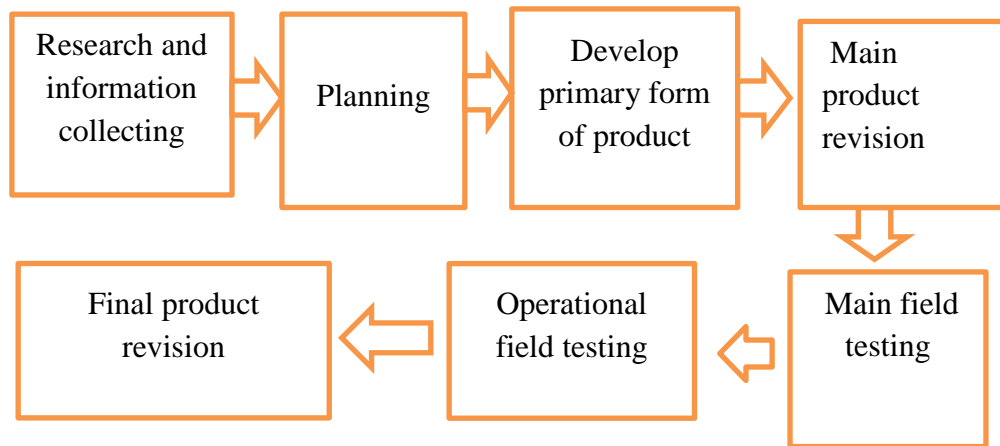 Research and
information
collecting
Planning
Develop
primary form
of product
Main
product
revision
Main field
testing
Operational
field testing
Final product
revision